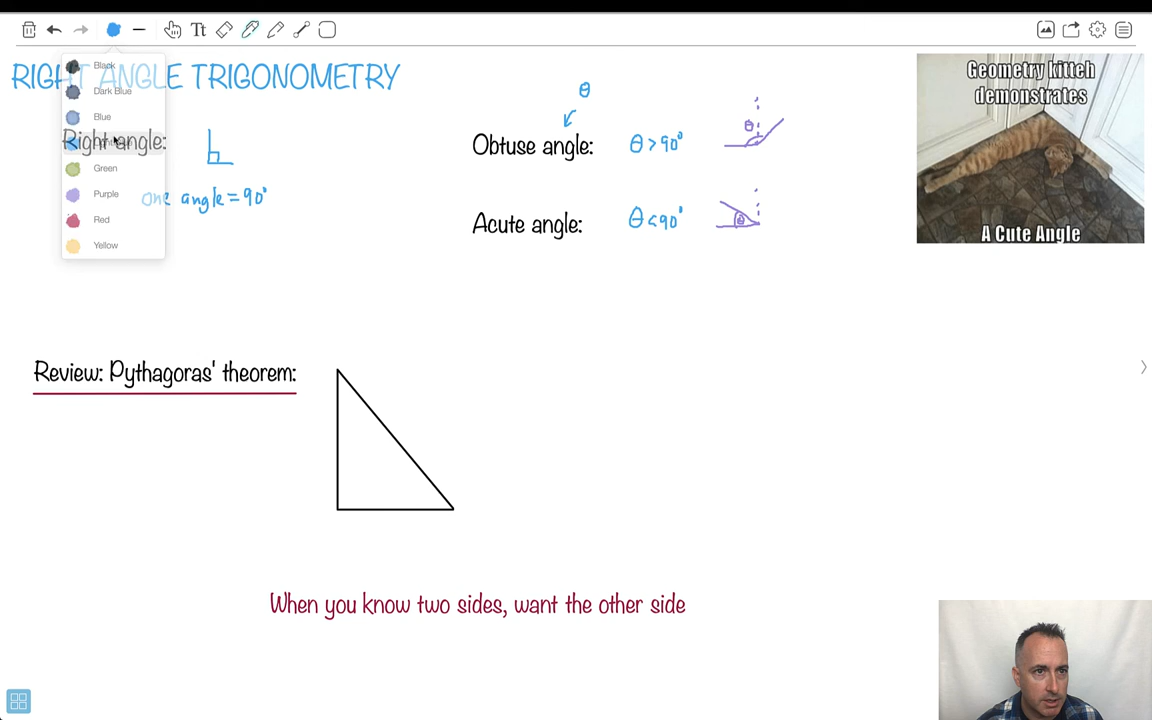 Tt
RIGHT ANGLE TRIGONOMETRY
Black
Dark Blue
Blue
Green
Purple
Red
Yellow
Right angle:
one angle = 90°
θ
Obtuse angle: θ > 90°
θ
Acute angle: θ < 90°
θ
Geometry kitteh
demonstrates
A Cute Angle
Review: Pythagoras' theorem:
When you know two sides, want the other side